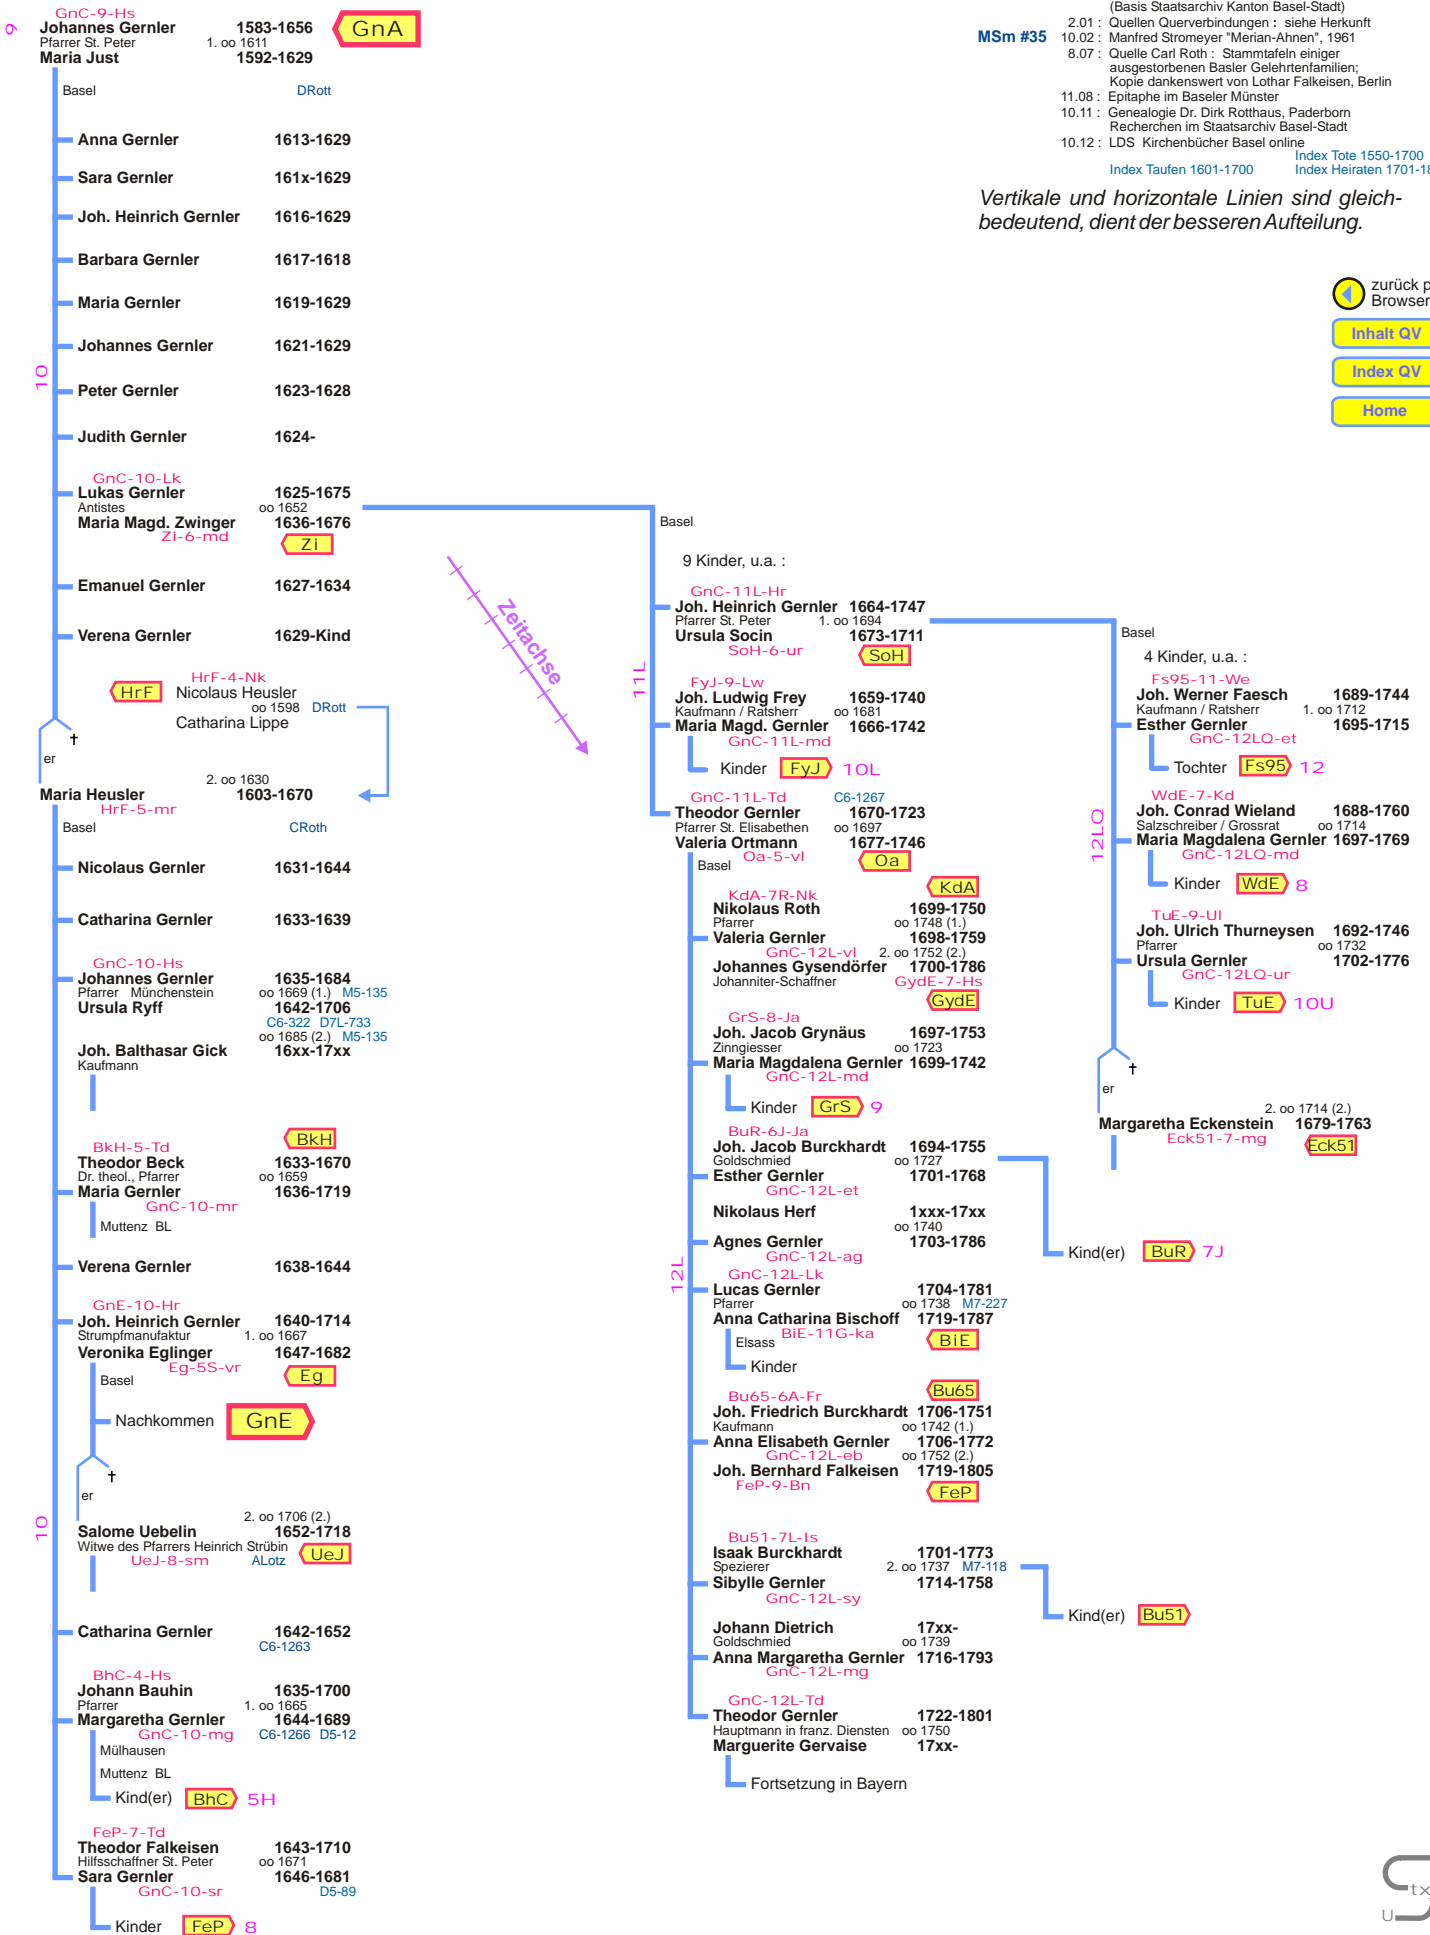 GnC-9-Hs
9
Johannes Gernler 1583-1656 GnA
Pfarrer St. Peter 1. oo 1611
Maria Just 1592-1629
Basel DRott
Anna Gernler 1613-1629
Sara Gernler 161x-1629
Joh. Heinrich Gernler 1616-1629
Barbara Gernler 1617-1618
Maria Gernler 1619-1629
Johannes Gernler 1621-1629
10
Peter Gernler 1623-1628
Judith Gernler 1624-
GnC-10-Lk
Lukas Gernler 1625-1675
Antistes oo 1652
Maria Magd. Zwinger 1636-1676
Zi-6-md Zi
Emanuel Gernler 1627-1634
Verena Gernler 1629-Kind
HrF-4-Nk
HrF Nicolaus Heusler
oo 1598 DRott
Catharina Lippe
†
er
2. oo 1630
Maria Heusler 1603-1670
HrF-5-mr
Basel CRoth
Nicolaus Gernler 1631-1644
Catharina Gernler 1633-1639
GnC-10-Hs
Johannes Gernler 1635-1684
Pfarrer Münchenstein oo 1669 (1.) M5-135
Ursula Ryff 1642-1706
C6-322 D7L-733
oo 1685 (2.) M5-135
Joh. Balthasar Gick 16xx-17xx
Kaufmann
BkH
BkH-5-Td
Theodor Beck 1633-1670
Dr. theol., Pfarrer oo 1659
Maria Gernler 1636-1719
GnC-10-mr
Muttenz BL
Verena Gernler 1638-1644
GnE-10-Hr
Joh. Heinrich Gernler 1640-1714
Strumpfmanufaktur 1. oo 1667
Veronika Eglinger 1647-1682
Eg-5S-vr Eg
Basel
Nachkommen GnE
†
er
10
2. oo 1706 (2.)
Salome Uebelin 1652-1718
Witwe des Pfarrers Heinrich Strübin UeJ
UeJ-8-sm ALotz
Catharina Gernler 1642-1652
C6-1263
BhC-4-Hs
Johann Bauhin 1635-1700
Pfarrer 1. oo 1665
Margaretha Gernler 1644-1689
GnC-10-mg C6-1266 D5-12
Mülhausen
Muttenz BL
Kind(er) BhC 5H
FeP-7-Td
Theodor Falkeisen 1643-1710
Hilfsschaffner St. Peter oo 1671
Sara Gernler 1646-1681
GnC-10-sr D5-89
Kinder FeP 8
Zeitachse
Basel
9 Kinder, u.a. :
11L
GnC-11L-Hr
Joh. Heinrich Gernler 1664-1747
Pfarrer St. Peter 1. oo 1694
Ursula Socin 1673-1711
SoH-6-ur SoH
FyJ-9-Lw
Joh. Ludwig Frey 1659-1740
Kaufmann / Ratsherr oo 1681
Maria Magd. Gernler 1666-1742
GnC-11L-md
Kinder FyJ 10L
GnC-11L-Td C6-1267
Theodor Gernler 1670-1723
Pfarrer St. Elisabethen oo 1697
Valeria Ortmann 1677-1746
Oa-5-vl Oa
Basel
KdA
KdA-7R-Nk
Nikolaus Roth 1699-1750
Pfarrer oo 1748 (1.)
Valeria Gernler 1698-1759
GnC-12L-vl 2. oo 1752 (2.)
Johannes Gysendörfer 1700-1786
Johanniter-Schaffner GydE-7-Hs
GydE
GrS-8-Ja
Joh. Jacob Grynäus 1697-1753
Zinngiesser oo 1723
Maria Magdalena Gernler 1699-1742
GnC-12L-md
Kinder GrS 9
BuR-6J-Ja
Joh. Jacob Burckhardt 1694-1755
Goldschmied oo 1727
Esther Gernler 1701-1768
GnC-12L-et
Nikolaus Herf 1xxx-17xx
oo 1740
Agnes Gernler 1703-1786
GnC-12L-ag
Kind(er) BuR 7J
12L
GnC-12L-Lk
Lucas Gernler 1704-1781
Pfarrer oo 1738 M7-227
Anna Catharina Bischoff 1719-1787
BiE-11G-ka BiE
Elsass
Kinder
Bu65
Bu65-6A-Fr
Joh. Friedrich Burckhardt 1706-1751
Kaufmann oo 1742 (1.)
Anna Elisabeth Gernler 1706-1772
GnC-12L-eb oo 1752 (2.)
Joh. Bernhard Falkeisen 1719-1805
FeP-9-Bn FeP
Bu51-7L-Is
Isaak Burckhardt 1701-1773
Spezierer 2. oo 1737 M7-118
Sibylle Gernler 1714-1758
GnC-12L-sy
Kind(er) Bu51
Johann Dietrich 17xx-
Goldschmied oo 1739
Anna Margaretha Gernler 1716-1793
GnC-12L-mg
GnC-12L-Td
Theodor Gernler 1722-1801
Hauptmann in franz. Diensten oo 1750
Marguerite Gervaise 17xx-
Fortsetzung in Bayern
Basel
4 Kinder, u.a. :
Fs95-11-We
Joh. Werner Faesch 1689-1744
Kaufmann / Ratsherr 1. oo 1712
Esther Gernler 1695-1715
GnC-12LQ-et
Tochter Fs95 12
12LQ
WdE-7-Kd
Joh. Conrad Wieland 1688-1760
Salzschreiber / Grossrat oo 1714
Maria Magdalena Gernler 1697-1769
GnC-12LQ-md
Kinder WdE 8
TuE-9-Ul
Joh. Ulrich Thurneysen 1692-1746
Pfarrer oo 1732
Ursula Gernler 1702-1776
GnC-12LQ-ur
Kinder TuE 10U
†
er
2. oo 1714 (2.)
Margaretha Eckenstein 1679-1763
Eck51-7-mg Eck51
(Basis Staatsarchiv Kanton Basel-Stadt)
2.01 : Quellen Querverbindungen : siehe Herkunft
MSm #35 10.02 : Manfred Stromeyer "Merian-Ahnen", 1961
8.07 : Quelle Carl Roth : Stammtafeln einiger
ausgestorbenen Basler Gelehrtenfamilien;
Kopie dankenswert von Lothar Falkeisen, Berlin
11.08 : Epitaphe im Baseler Münster
10.11 : Genealogie Dr. Dirk Rotthaus, Paderborn
Recherchen im Staatsarchiv Basel-Stadt
10.12 : LDS Kirchenbücher Basel online
Index Tote 1550-1700
Index Taufen 1601-1700 Index Heiraten 1701-18
Vertikale und horizontale Linien sind gleich-
bedeutend, dient der besseren Aufteilung.
zurück p
Browser
Inhalt QV
Index QV
Home
tx
U